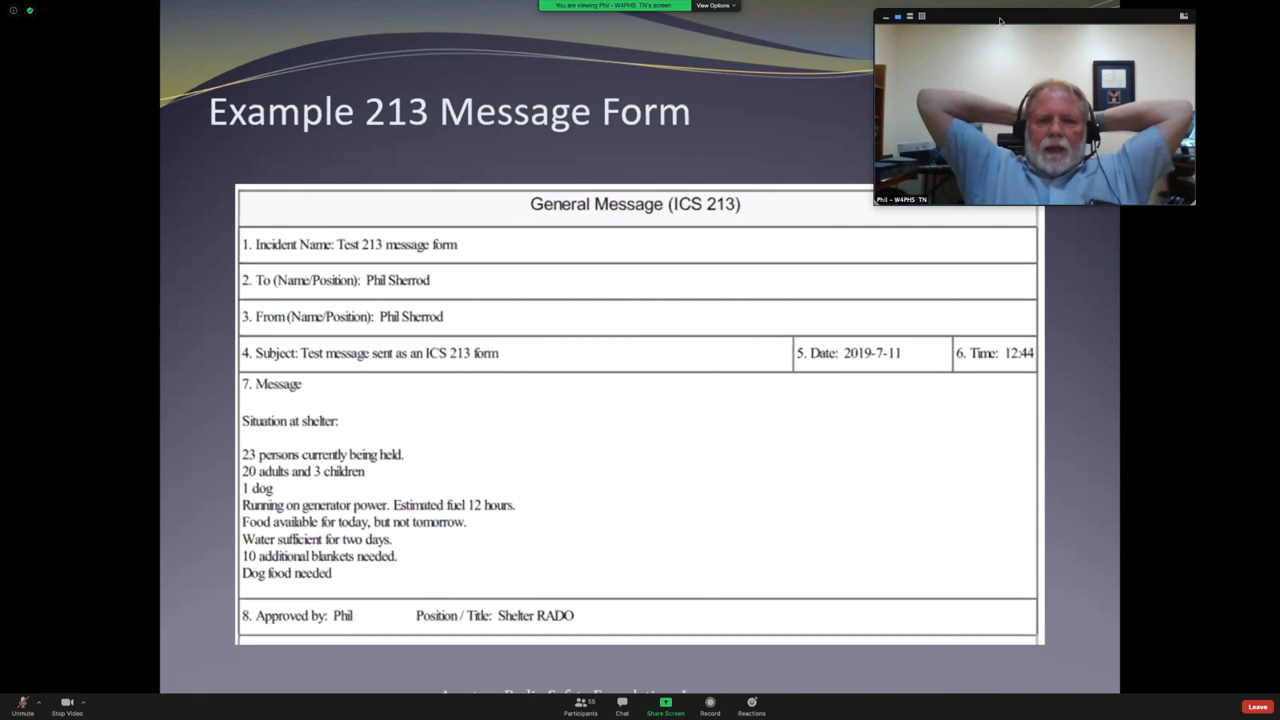 You are viewing Phil - W4PHS TN's screen
View Options
Example 213 Message Form
Phil - W4PHS TN
General Message (ICS 213)
1. Incident Name: Test 213 message form
2. To (Name/Position): Phil Sherrod
3. From (Name/Position): Phil Sherrod
4. Subject: Test message sent as an ICS 213 form
5. Date: 2019-7-11
6. Time: 12:44
7. Message
Situation at shelter:
23 persons currently being held.
20 adults and 3 children
1 dog
Running on generator power. Estimated fuel 12 hours.
Food available for today, but not tomorrow.
Water sufficient for two days.
10 additional blankets needed.
Dog food needed
8. Approved by: Phil Position / Title: Shelter RADO
Unmute
Stop Video
55
Participants
Chat
Share Screen
Record
Reactions
Leave